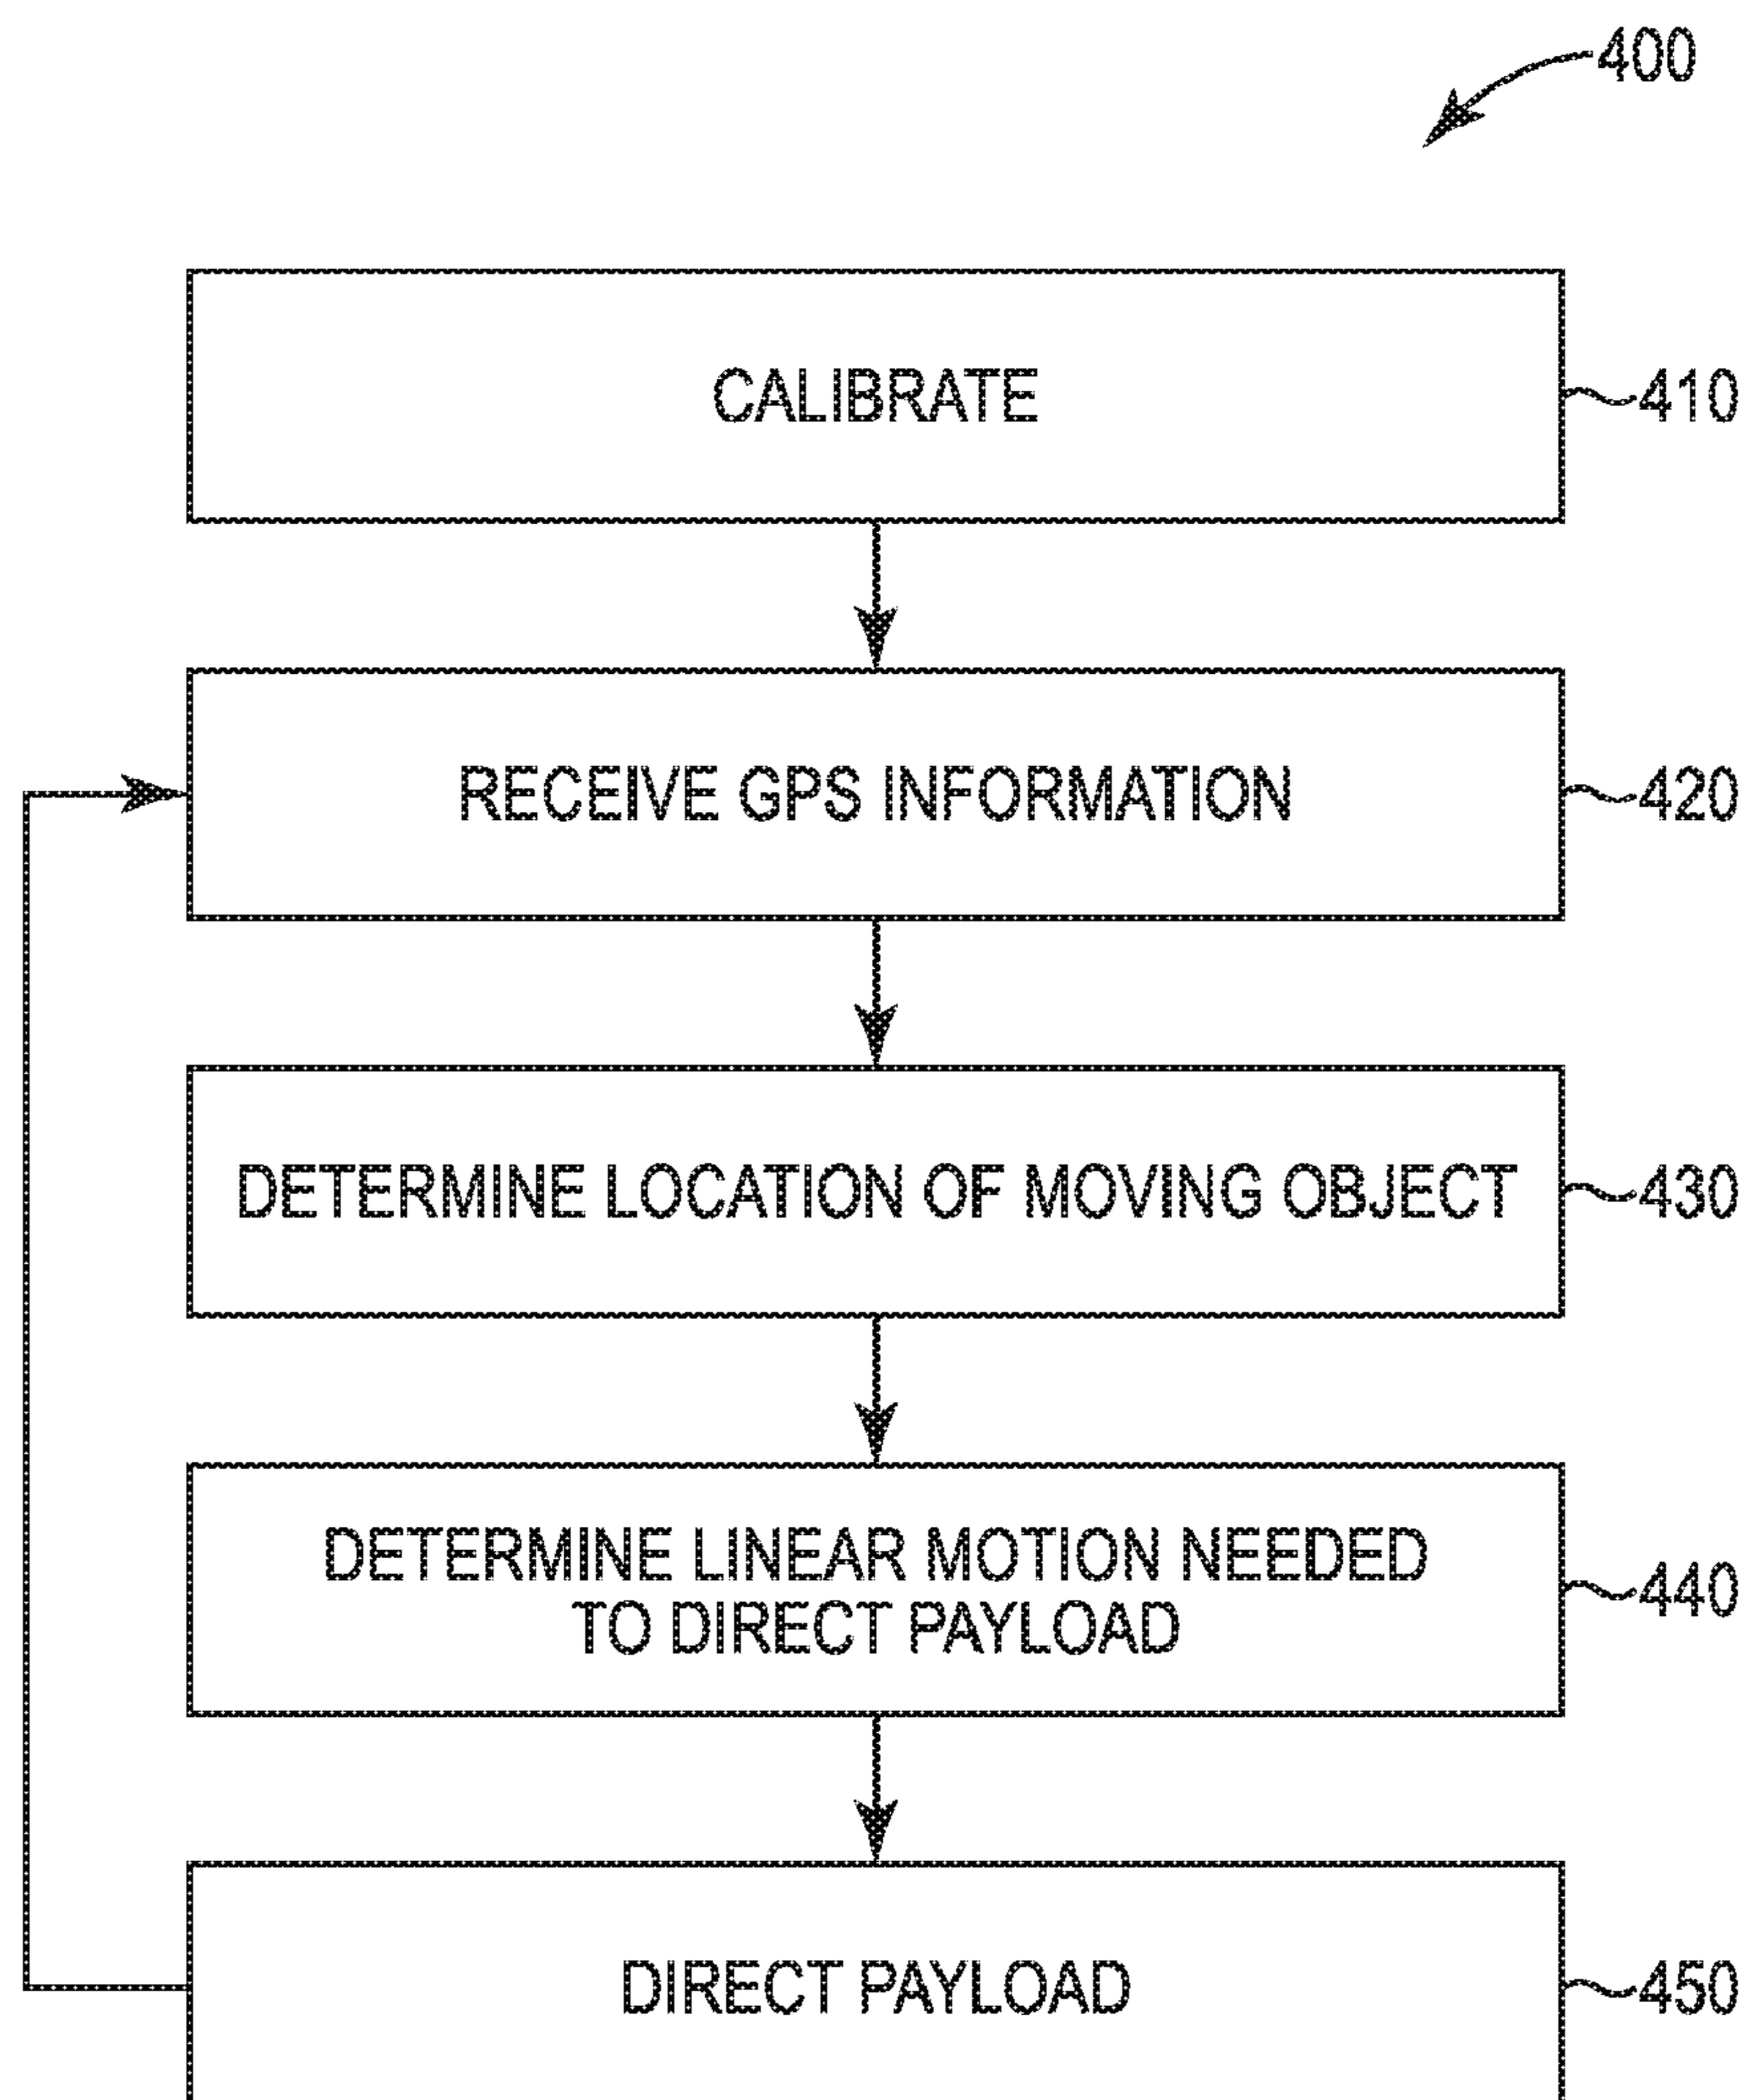 400
CALIBRATE
410
RECEIVE GPS INFORMATION
420
DETERMINE LOCATION OF MOVING OBJECT
430
DETERMINE LINEAR MOTION NEEDED
TO DIRECT PAYLOAD
440
DIRECT PAYLOAD
450